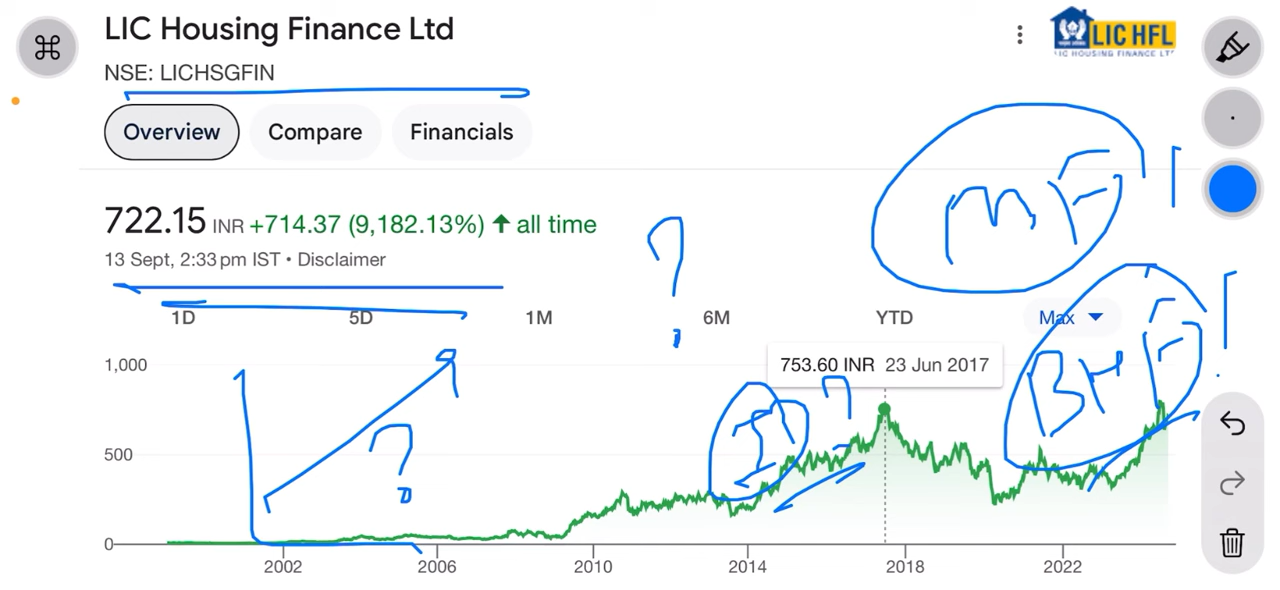 LIC Housing Finance Ltd
LIC HFL
LIC HOUSING FINANCE LT
NSE: LICHSGFIN
Overview Compare Financials
MF!
722.15 INR +714.37 (9,182.13%) ↑ all time
13 Sept, 2:33 pm IST • Disclaimer
?
1D 5D 1M 6M YTD Max
BHF!
753.60 INR 23 Jun 2017
1,000
500
0
?
2002 2006 2010 2014 2018 2022